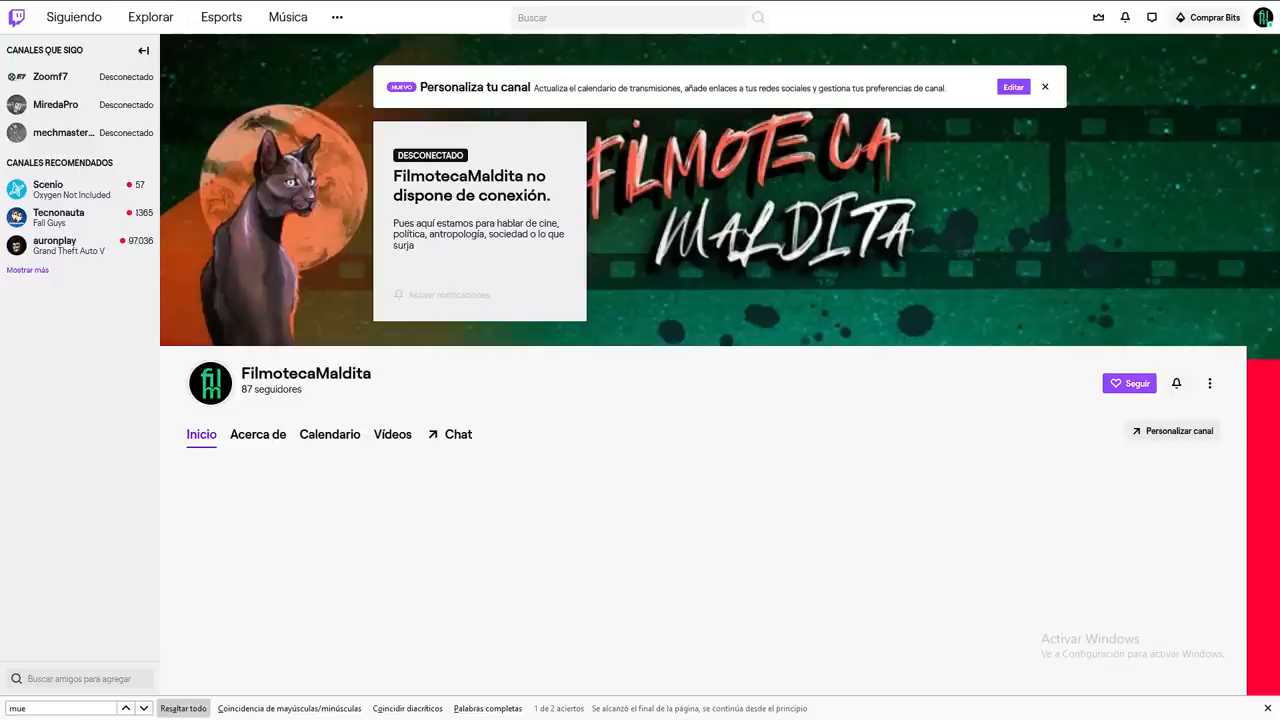 Siguiendo
Explorar
Esports
Música
Buscar
Comprar Bits
CANALES QUE SIGO
Zoomf7 Desconectado
MiredaPro Desconectado
mechmaster... Desconectado
CANALES RECOMENDADOS
Scenio 57
Oxygen Not Included
Tecnonauta 1365
Fall Guys
auronplay 97.036
Grand Theft Auto V
Mostrar más
NUEVO Personaliza tu canal Actualiza el calendario de transmisiones, añade enlaces a tus redes sociales y gestiona tus preferencias de canal. Editar
DESCONECTADO
FilmotecaMaldita no
dispone de conexión.
Pues aquí estamos para hablar de cine,
política, antropología, sociedad o lo que
surja
Activar notificaciones
FILMOTECA
MALDITA
film
FilmotecaMaldita
87 seguidores
Seguir
Inicio
Acerca de
Calendario
Vídeos
Chat
Personalizar canal
Activar Windows
Ve a Configuración para activar Windows.
Buscar amigos para agregar
mue
Resaltar todo
Coincidencia de mayúsculas/minúsculas
Coincidir diacríticos
Palabras completas
1 de 2 aciertos
Se alcanzó el final de la página, se continúa desde el principio